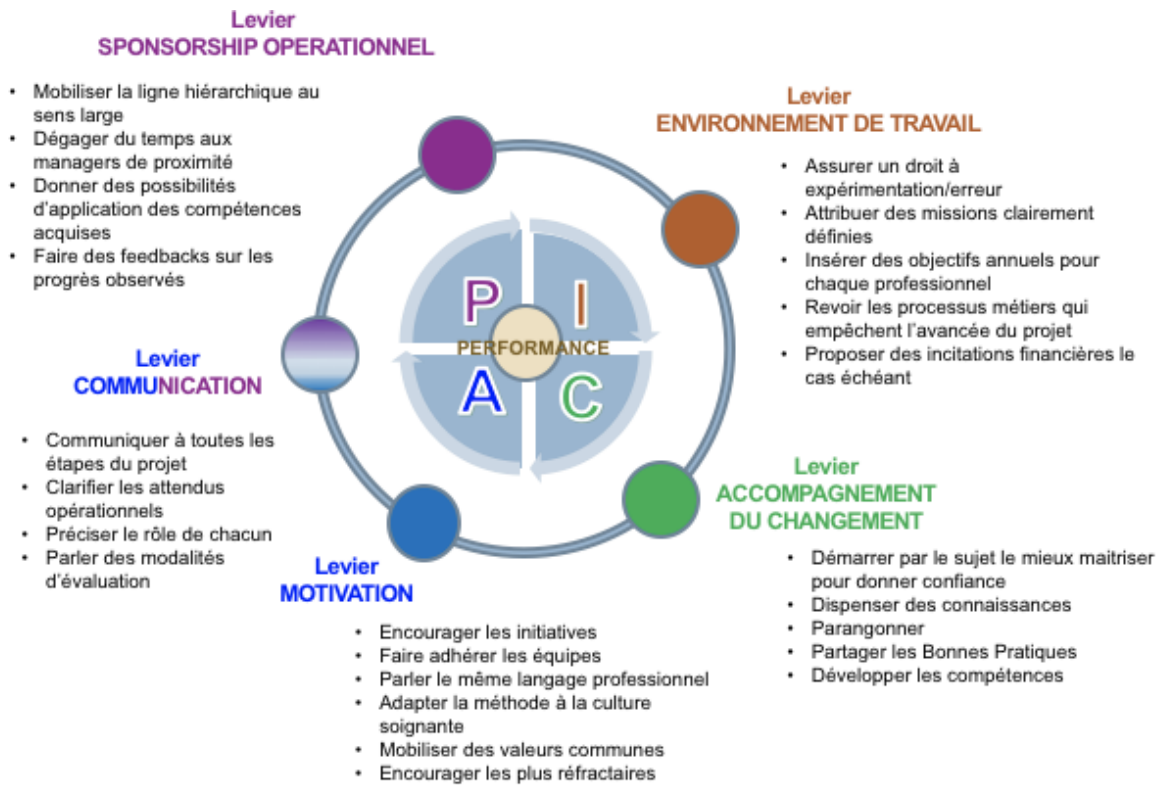 Levier
SPONSORSHIP OPERATIONNEL
• Mobiliser la ligne hiérarchique au
sens large
• Dégager du temps aux
managers de proximité
• Donner des possibilités
d'application des compétences
acquises
• Faire des feedbacks sur les
progrès observés
Levier
ENVIRONNEMENT DE TRAVAIL
• Assurer un droit à
expérimentation/erreur
• Attribuer des missions clairement
définies
• Insérer des objectifs annuels pour
chaque professionnel
• Revoir les processus métiers qui
empêchent l'avancée du projet
• Proposer des incitations financières le
cas échéant
P I
PERFORMANCE
A C
Levier
COMMUNICATION
• Communiquer à toutes les
étapes du projet
• Clarifier les attendus
opérationnels
• Préciser le rôle de chacun
• Parler des modalités
d'évaluation
Levier
ACCOMPAGNEMENT
DU CHANGEMENT
• Démarrer par le sujet le mieux maitriser
pour donner confiance
• Dispenser des connaissances
• Parangonner
• Partager les Bonnes Pratiques
• Développer les compétences
Levier
MOTIVATION
• Encourager les initiatives
• Faire adhérer les équipes
• Parler le même langage professionnel
• Adapter la méthode à la culture
soignante
• Mobiliser des valeurs communes
• Encourager les plus réfractaires